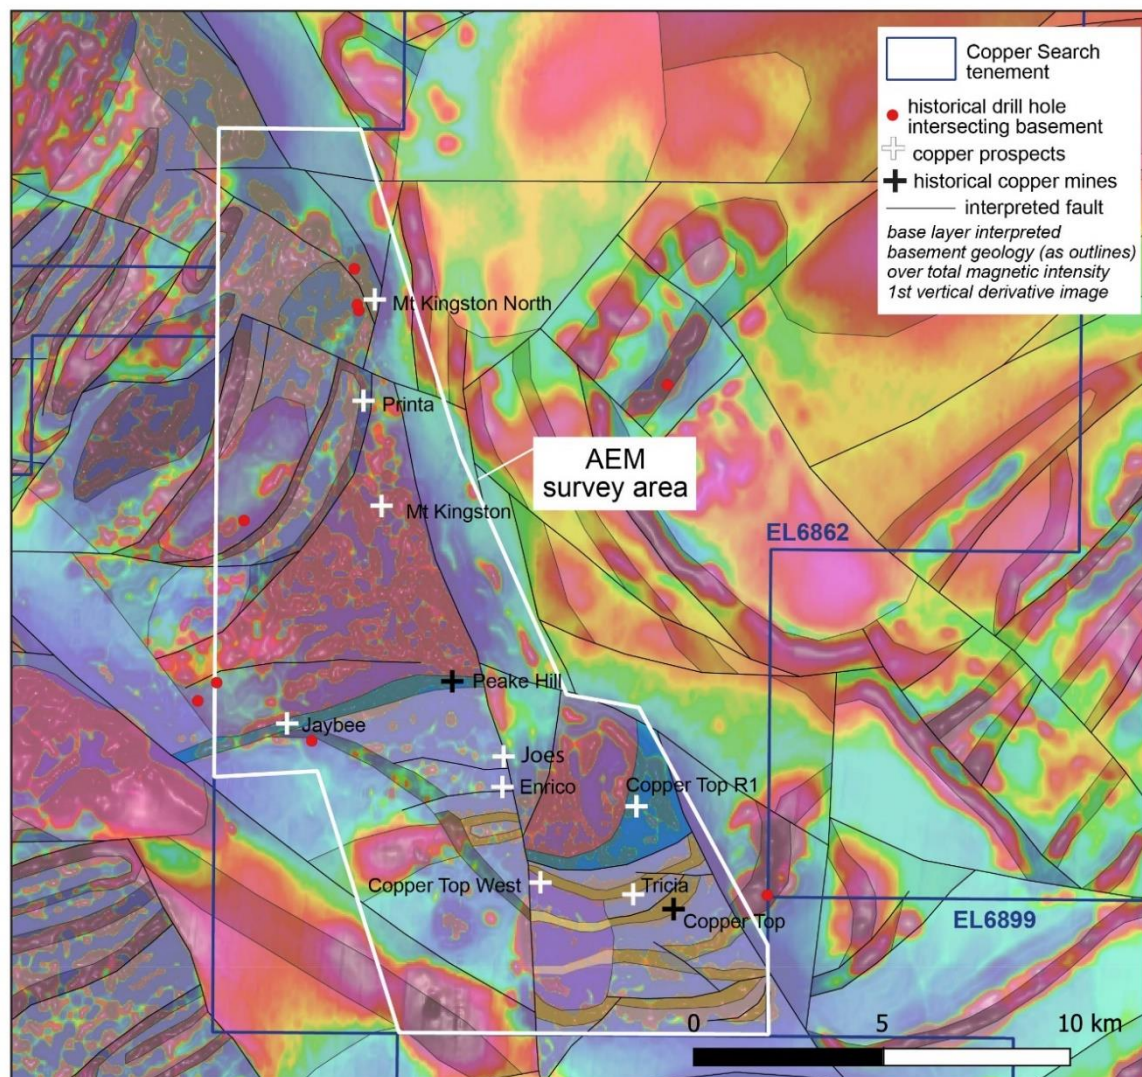 Copper Search
tenement
historical drill hole
intersecting basement
copper prospects
historical copper mines
interpreted fault
base layer interpreted
basement geology (as outlines)
over total magnetic intensity
1st vertical derivative image
Mt Kingston North
Printa
AEM
survey area
Mt Kingston
EL6862
Peake Hill
Jaybee
Joes
Enrico
Copper Top R1
Copper Top West
Tricia
Copper Top
EL6899
0 5 10 km